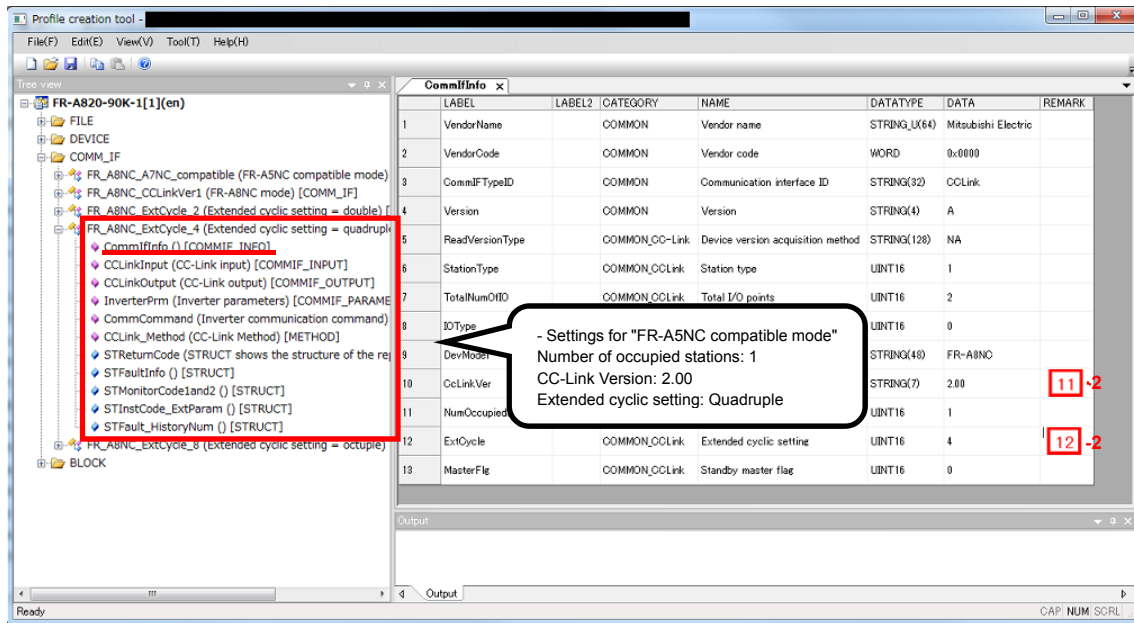 Profile creation tool -
File(F) Edit(E) View(V) Tool(T) Help(H)
Tree view
FR-A820-90K-1[1](en)
FILE
DEVICE
COMM_IF
FR_A8NC_A7NC_compatible (FR-A5NC compatible mode)
FR_A8NC_CCLinkVer1 (FR-A8NC mode) [COMM_IF]
FR_A8NC_ExtCycle_2 (Extended cyclic setting = double) [
FR_A8NC_ExtCycle_4 (Extended cyclic setting = quadruple
CommIfInfo () [COMMIF_INFO]
CCLinkInput (CC-Link input) [COMMIF_INPUT]
CCLinkOutput (CC-Link output) [COMMIF_OUTPUT]
InverterPrm (Inverter parameters) [COMMIF_PARAME
CommCommand (Inverter communication command)
CCLink_Method (CC-Link Method) [METHOD]
STReturnCode (STRUCT shows the structure of the rep
STFaultInfo () [STRUCT]
STMonitorCode1and2 () [STRUCT]
STInstCode_ExtParam () [STRUCT]
STFault_HistoryNum () [STRUCT]
FR_A8NC_ExtCycle_8 (Extended cyclic setting = octuple)
BLOCK
CommIfInfo x
LABEL LABEL2 CATEGORY NAME DATATYPE DATA REMARK
1 VendorName COMMON Vendor name STRING_U(64) Mitsubishi Electric
2 VendorCode COMMON Vendor code WORD 0x0000
3 CommIFTypeID COMMON Communication interface ID STRING(32) CCLink
4 Version COMMON Version STRING(4) A
5 ReadVersionType COMMON_CC-Link Device version acquisition method STRING(128) NA
6 StationType COMMON_CCLink Station type UINT16 1
7 TotalNumOfIO COMMON_CCLink Total I/O points UINT16 2
8 IOType UINT16 0
9 DevModel STRING(48) FR-A8NC
10 CcLinkVer STRING(7) 2.00 11 -2
11 NumOccupied UINT16 1
12 ExtCycle COMMON_CCLink Extended cyclic setting UINT16 4 12 -2
13 MasterFlg COMMON_CCLink Standby master flag UINT16 0
- Settings for "FR-A5NC compatible mode"
Number of occupied stations: 1
CC-Link Version: 2.00
Extended cyclic setting: Quadruple
Output
Output
Ready CAP NUM SCRL